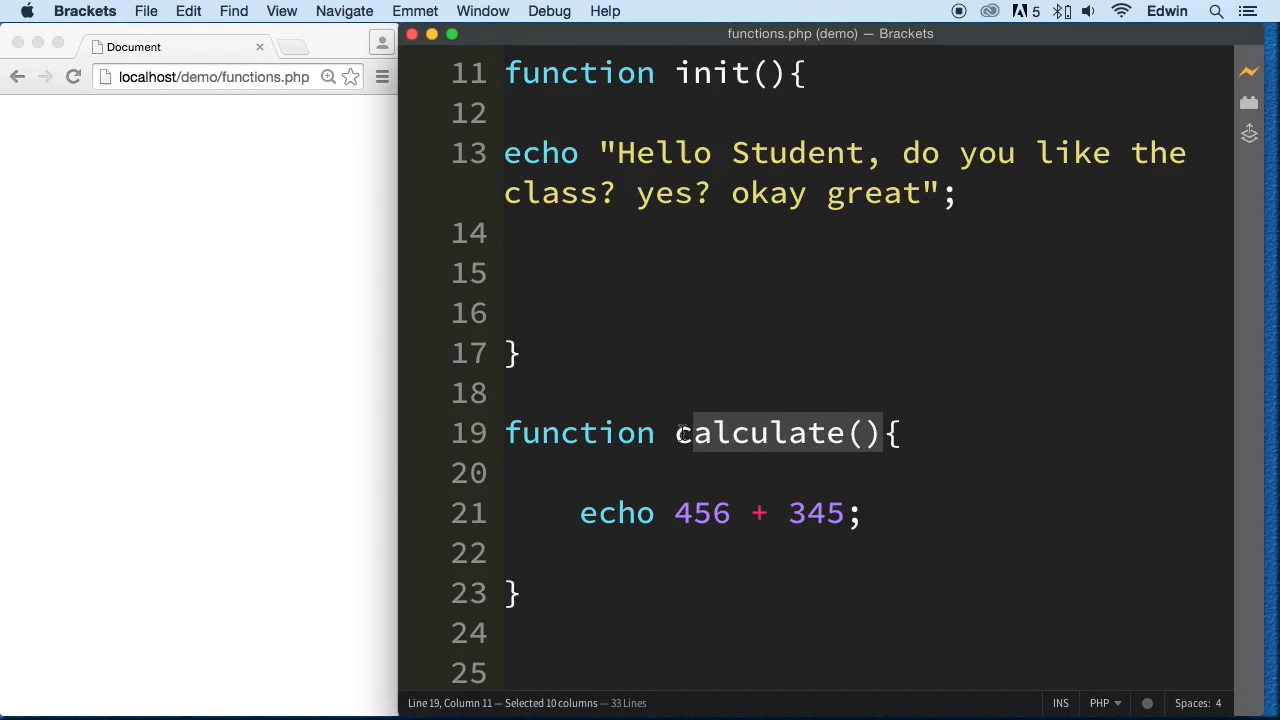 Brackets File Edit Find View Navigate Emmet Window Debug Help 5 Edwin
Document
functions.php (demo) — Brackets
localhost/demo/functions.php
11 function init(){
12
13 echo "Hello Student, do you like the
class? yes? okay great";
14
15
16
17 }
18
19 function calculate(){
20
21 echo 456 + 345;
22
23 }
24
25
Line 19, Column 11 — Selected 10 columns — 33 Lines INS PHP Spaces: 4